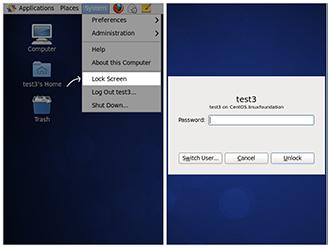 Applications Places System
Preferences
Administration
Help
About this Computer
Lock Screen
Log Out test3...
Shut Down...
Computer
test3's Home
Trash
test3
test3 on CentOS.linuxfoundation
Password:
Switch User...
Cancel
Unlock